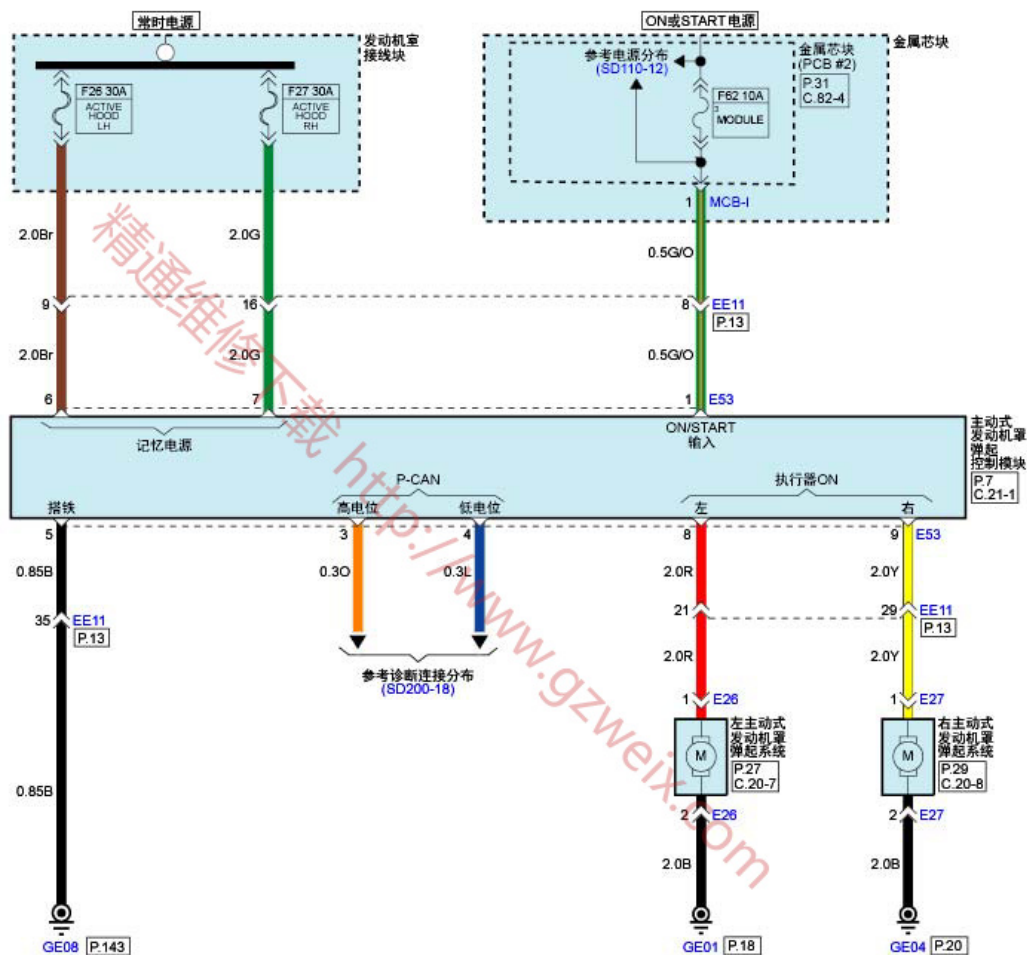 常时电源
ON或START电源
发动机室
接线块
金属芯块
参考电源分布
(SD110-12)
金属芯块
(PCB #2)
P.31
C.82-4
F26 30A
ACTIVE
HOOD
LH
F27 30A
ACTIVE
HOOD
RH
F62 10A
3
MODULE
1 MCB-I
2.0Br
2.0G
0.5G/O
9
16
8 EE11
P.13
2.0Br
2.0G
0.5G/O
6
7
1 E53
记忆电源
ON/START
输入
主动式
发动机罩
弹起
控制模块
P.7
C.21-1
P-CAN
执行器ON
搭铁
高电位
低电位
左
右
5
3
4
8
9 E53
0.85B
0.3O
0.3L
2.0R
2.0Y
35 EE11
P.13
21
29 EE11
P.13
参考诊断连接分布
(SD200-18)
2.0R
2.0Y
1 E26
1 E27
左主动式
发动机罩
弹起系统
P.27
C.20-7
右主动式
发动机罩
弹起系统
P.29
C.20-8
M
M
0.85B
2 E26
2 E27
2.0B
2.0B
GE08 P.143
GE01 P.18
GE04 P.20
精通维修下载 http://www.gzweix.com